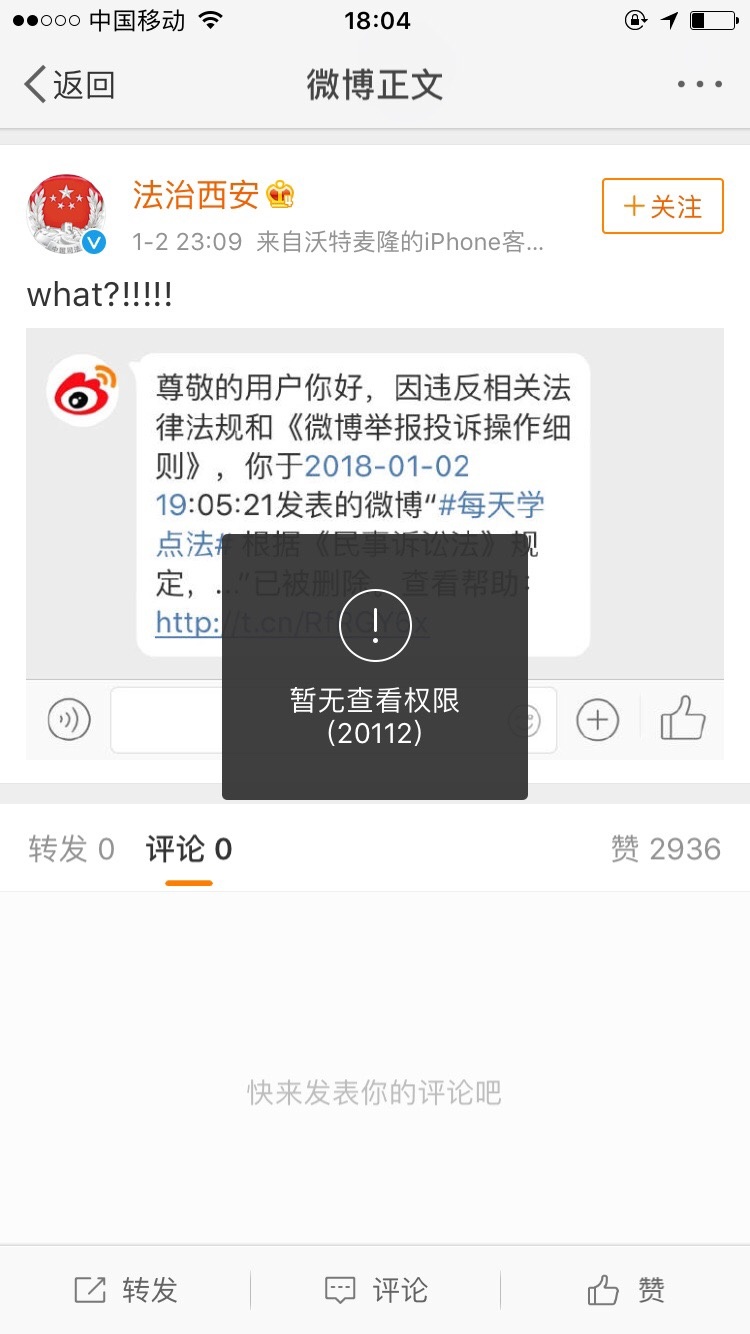 中国移动
18:04
返回
微博正文
法治西安
+关注
1-2 23:09 来自沃特麦隆的iPhone客...
what?!!!!!
尊敬的用户你好，因违反相关法
律法规和《微博举报投诉操作细
则》，你于2018-01-02
19:05:21发表的微博“#每天学
点法# 根据《民事诉讼法》规
定，...”已被删除。查看帮助：
http://t.cn/RfRGY6x
暂无查看权限
(20112)
转发 0 评论 0 赞 2936
快来发表你的评论吧
转发 评论 赞